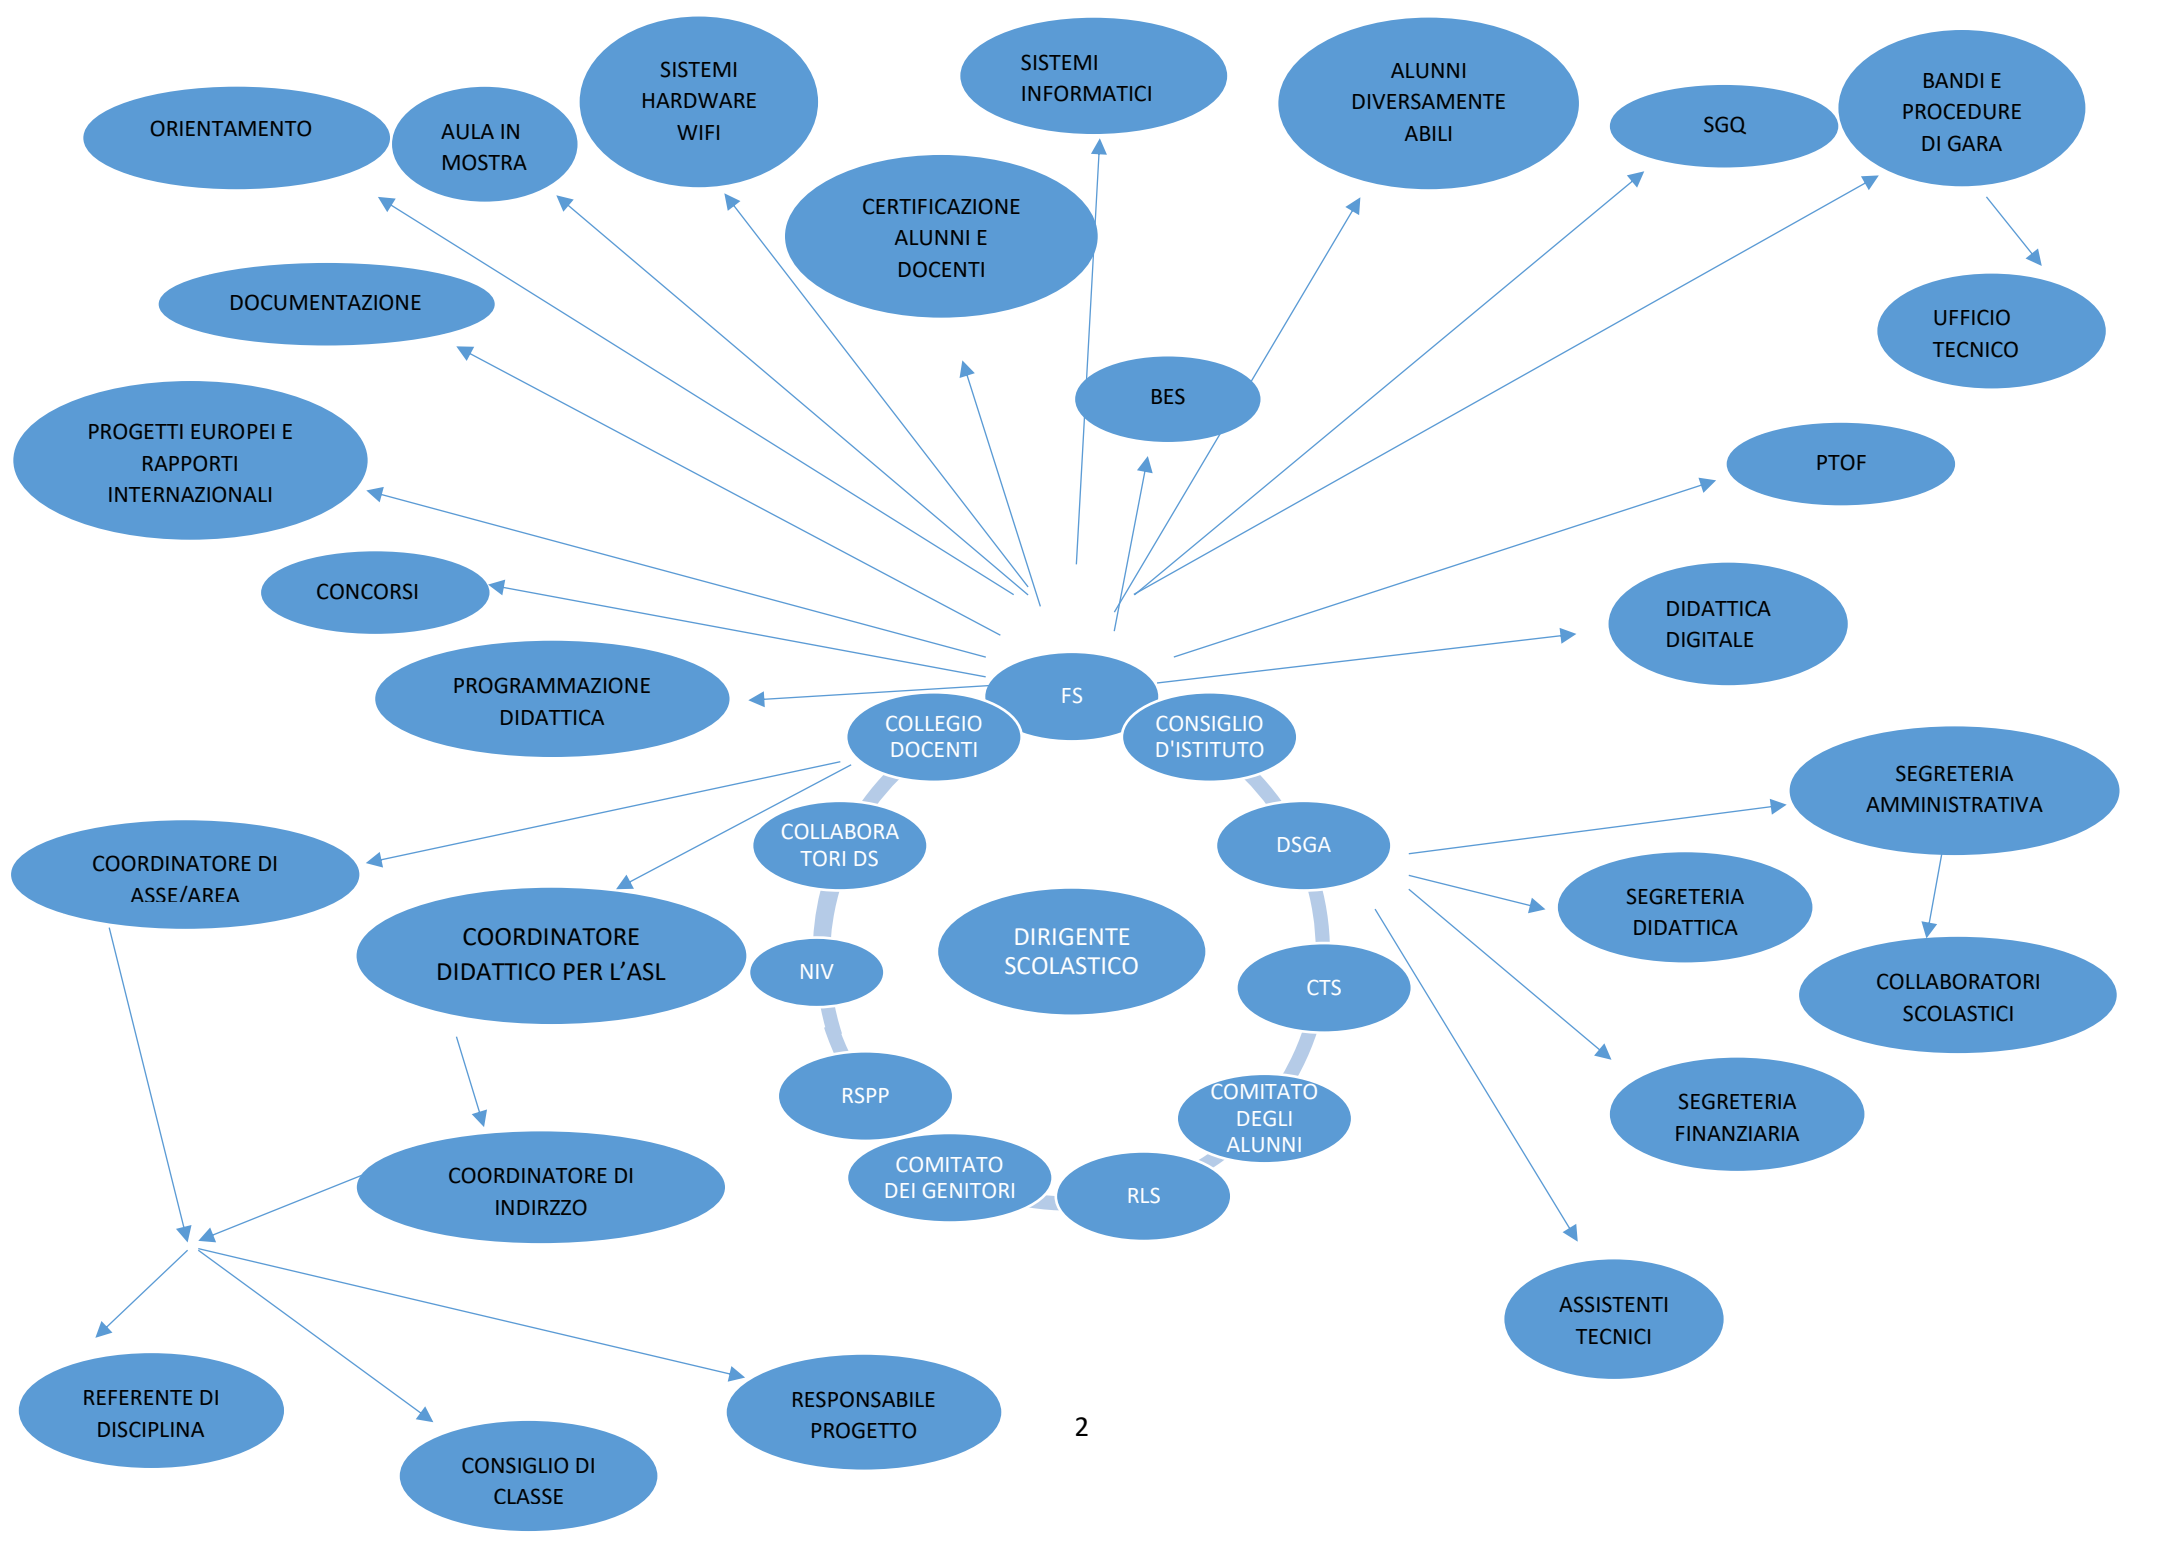 SISTEMI
HARDWARE
WIFI
SISTEMI
INFORMATICI
ALUNNI
DIVERSAMENTE
ABILI
BANDI E
PROCEDURE
DI GARA
ORIENTAMENTO
AULA IN
MOSTRA
SGQ
CERTIFICAZIONE
ALUNNI E
DOCENTI
DOCUMENTAZIONE
UFFICIO
TECNICO
BES
PROGETTI EUROPEI E
RAPPORTI
INTERNAZIONALI
PTOF
CONCORSI
DIDATTICA
DIGITALE
PROGRAMMAZIONE
DIDATTICA
FS
COLLEGIO
DOCENTI
CONSIGLIO
D'ISTITUTO
SEGRETERIA
AMMINISTRATIVA
COLLABORA
TORI DS
DSGA
COORDINATORE DI
ASSE/AREA
SEGRETERIA
DIDATTICA
COORDINATORE
DIDATTICO PER L’ASL
NIV
DIRIGENTE
SCOLASTICO
CTS
COLLABORATORI
SCOLASTICI
RSPP
COMITATO
DEGLI
ALUNNI
SEGRETERIA
FINANZIARIA
COORDINATORE DI
INDIRZZO
COMITATO
DEI GENITORI
RLS
ASSISTENTI
TECNICI
REFERENTE DI
DISCIPLINA
RESPONSABILE
PROGETTO
2
CONSIGLIO DI
CLASSE